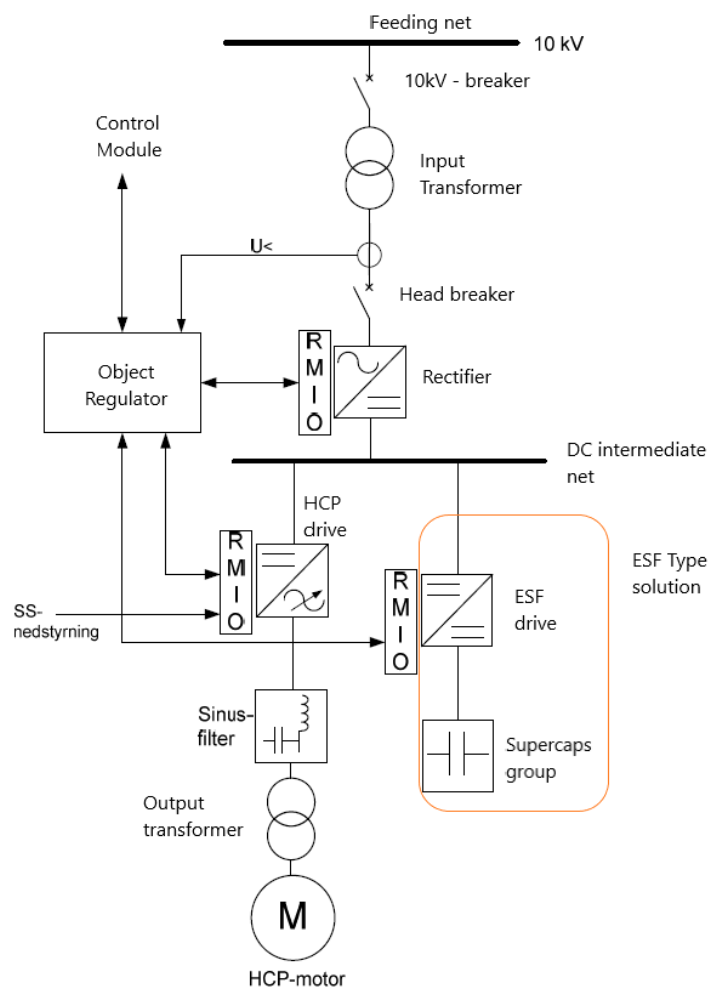 Feeding net
10 kV
10kV - breaker
Control
Module
Input
Transformer
U<
Head breaker
Object
Regulator
R
M
I
O
Rectifier
DC intermediate
net
HCP
drive
R
M
I
O
SS-
nedstyrning
R
M
I
O
ESF
drive
ESF Type
solution
Sinus-
filter
Supercaps
group
Output
transformer
M
HCP-motor